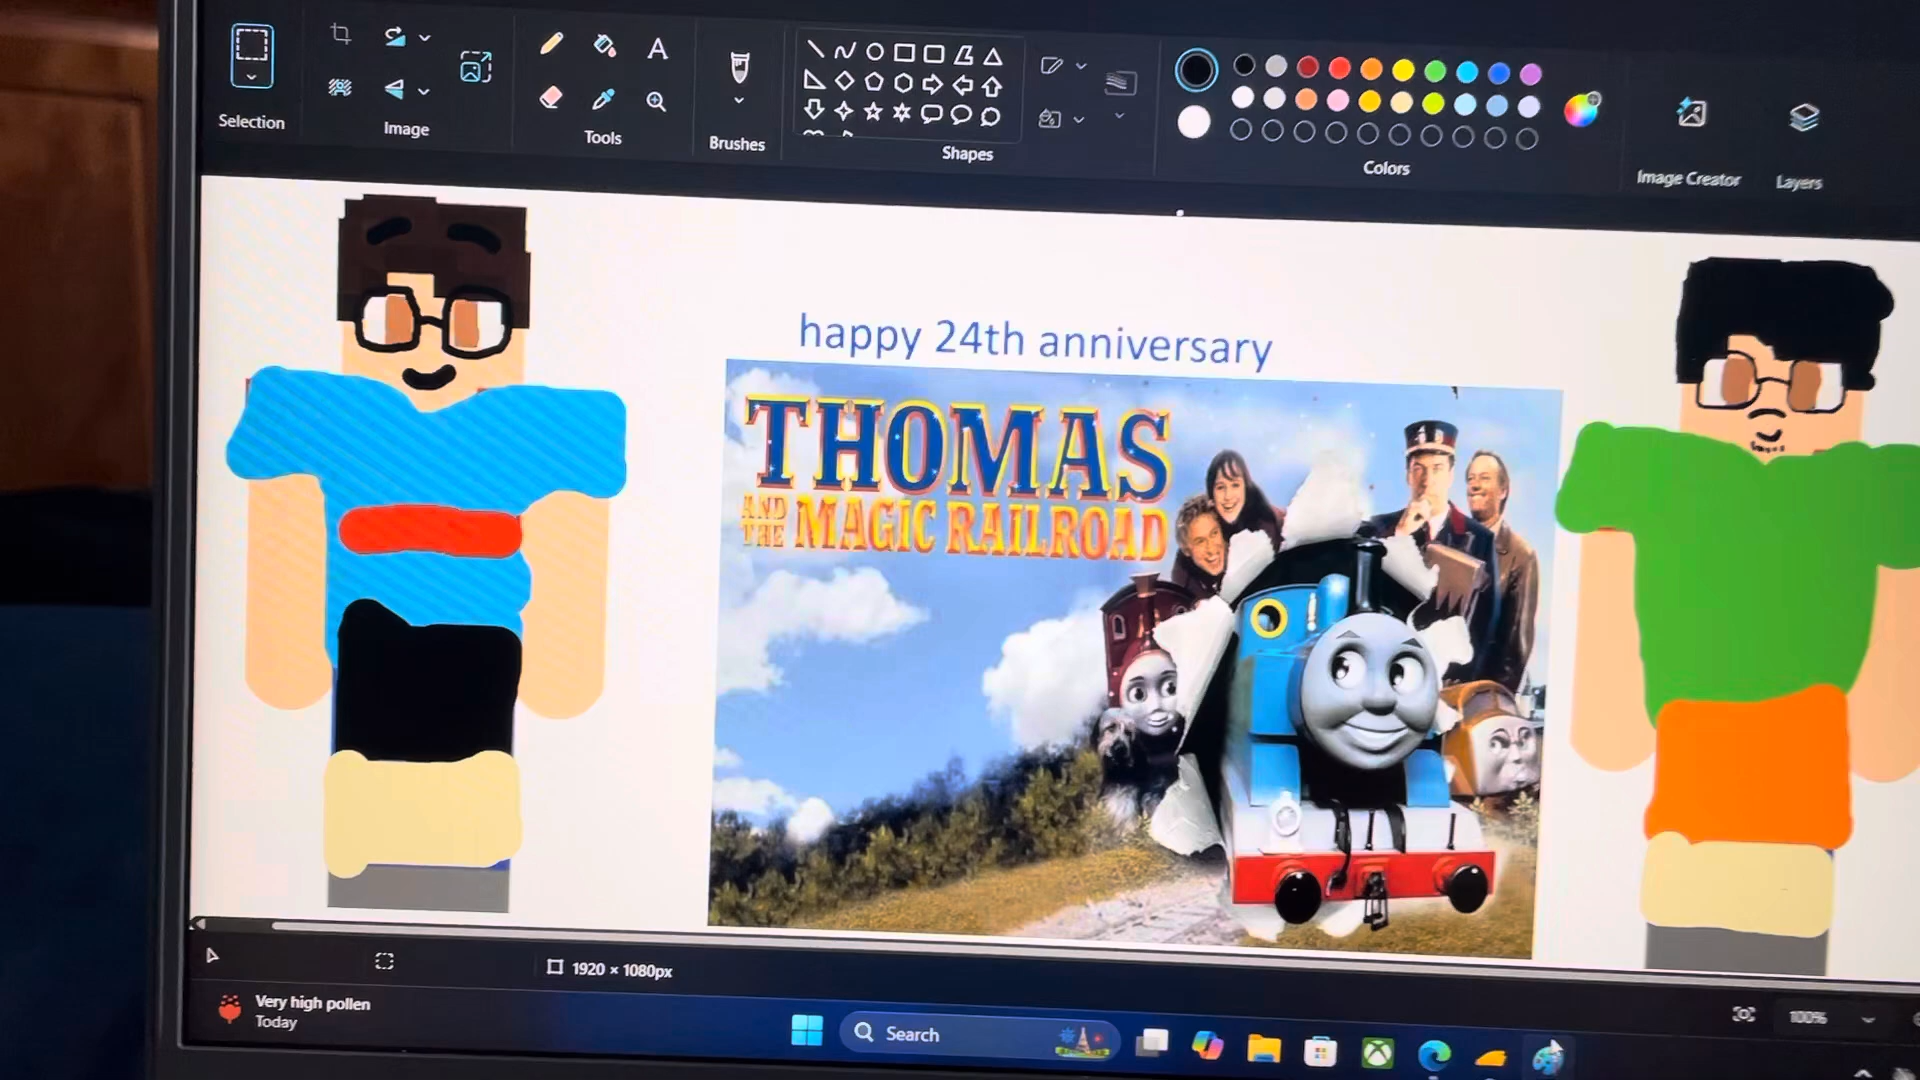 Selection
Image
Tools
Brushes
Shapes
Colors
Image Creator
Layers
A
happy 24th anniversary
THOMAS
AND THE MAGIC RAILROAD
1920 × 1080px
100%
Very high pollen
Today
Search